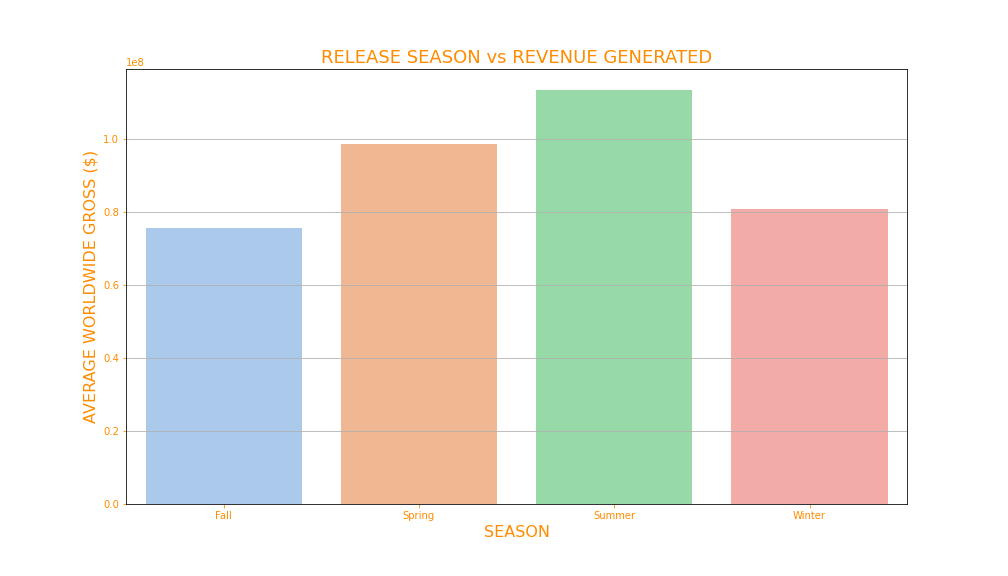 RELEASE SEASON vs REVENUE GENERATED
1e8
1.0
0.8
0.6
0.4
0.2
0.0
AVERAGE WORLDWIDE GROSS ($)
Fall Spring Summer Winter
SEASON